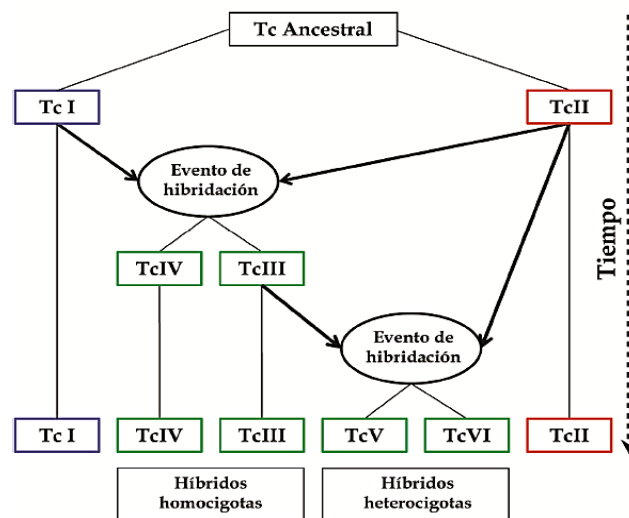 Tc Ancestral
Tc I
TcII
Evento de
hibridación
TcIV
TcIII
Tiempo
Evento de
hibridación
Tc I
TcIV
TcIII
TcV
TcVI
TcII
Híbridos
homocigotas
Híbridos
heterocigotas